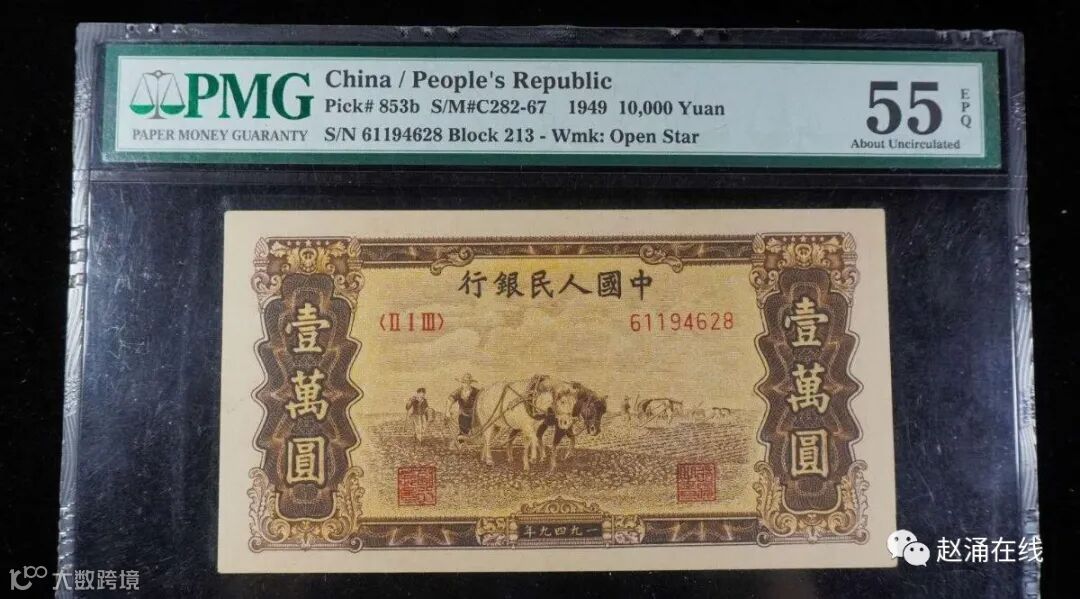 PMG
PAPER MONEY GUARANTY
China / People's Republic
Pick# 853b S/M#C282-67 1949 10,000 Yuan
S/N 61194628 Block 213 - Wmk: Open Star
55
EPQ
About Uncirculated
行銀民人國中
〈ⅡⅠⅢ〉
61194628
壹萬圓
壹萬圓
年九四九一
大数跨境
赵涌在线